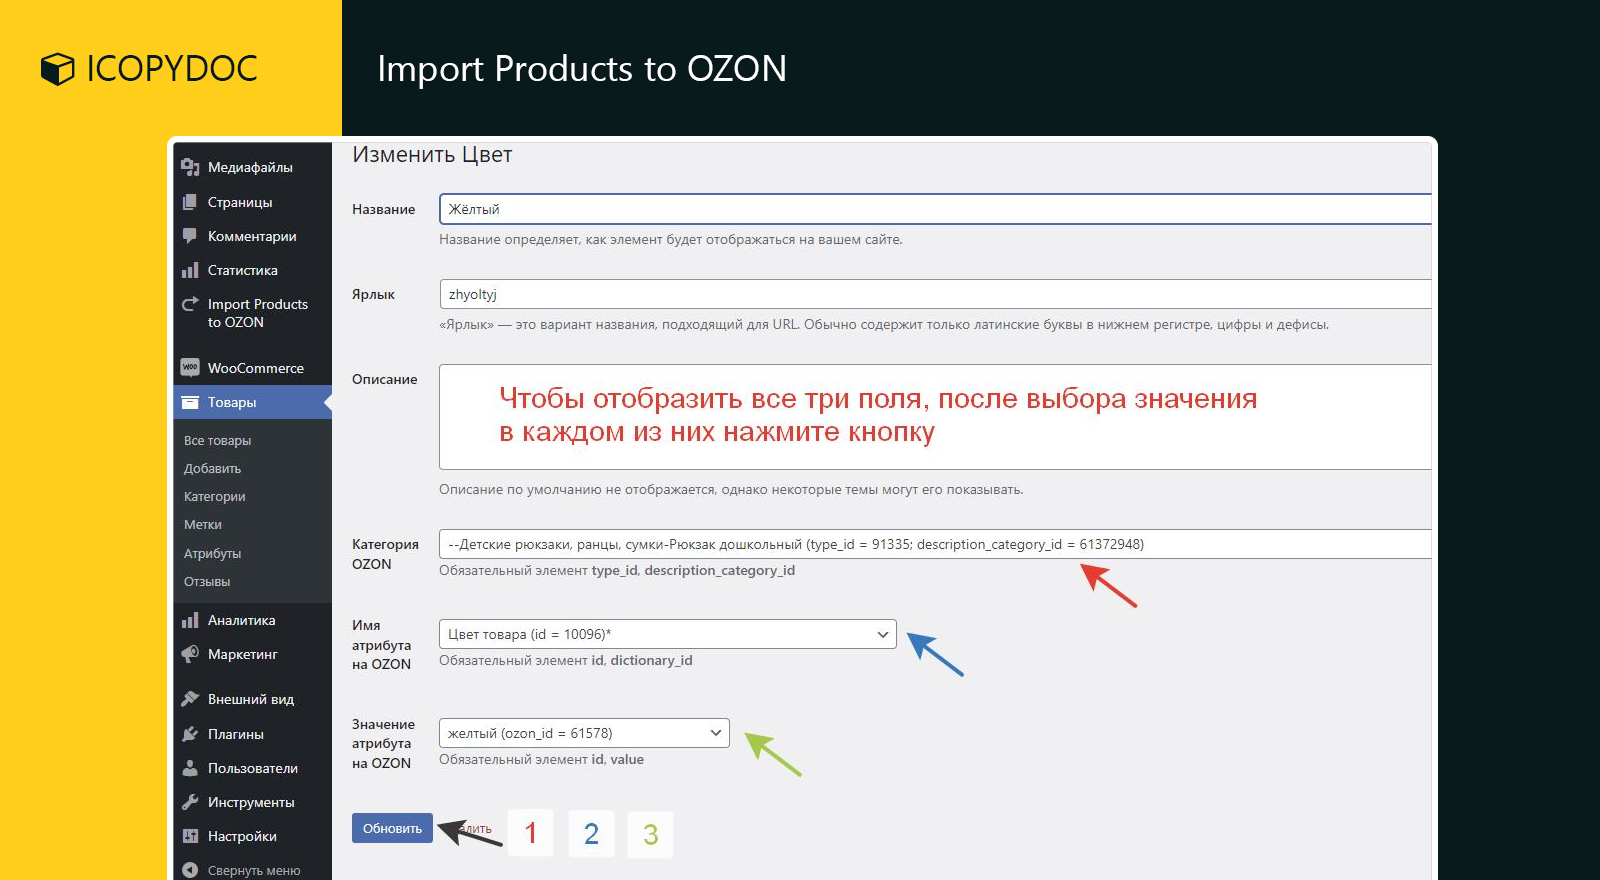 ICOPYDOC
Import Products to OZON
Медиафайлы
Страницы
Комментарии
Статистика
Import Products
to OZON
WooCommerce
Товары
Все товары
Добавить
Категории
Метки
Атрибуты
Отзывы
Аналитика
Маркетинг
Внешний вид
Плагины
Пользователи
Инструменты
Настройки
Свернуть меню
Изменить Цвет
Название
Жёлтый
Название определяет, как элемент будет отображаться на вашем сайте.
Ярлык
zhyoltyj
«Ярлык» — это вариант названия, подходящий для URL. Обычно содержит только латинские буквы в нижнем регистре, цифры и дефисы.
Описание
Чтобы отобразить все три поля, после выбора значения
в каждом из них нажмите кнопку
Описание по умолчанию не отображается, однако некоторые темы могут его показывать.
Категория
OZON
--Детские рюкзаки, ранцы, сумки-Рюкзак дошкольный (type_id = 91335; description_category_id = 61372948)
Обязательный элемент type_id, description_category_id
Имя
атрибута
на OZON
Цвет товара (id = 10096)*
Обязательный элемент id, dictionary_id
Значение
атрибута
на OZON
желтый (ozon_id = 61578)
Обязательный элемент id, value
Обновить
1 2 3